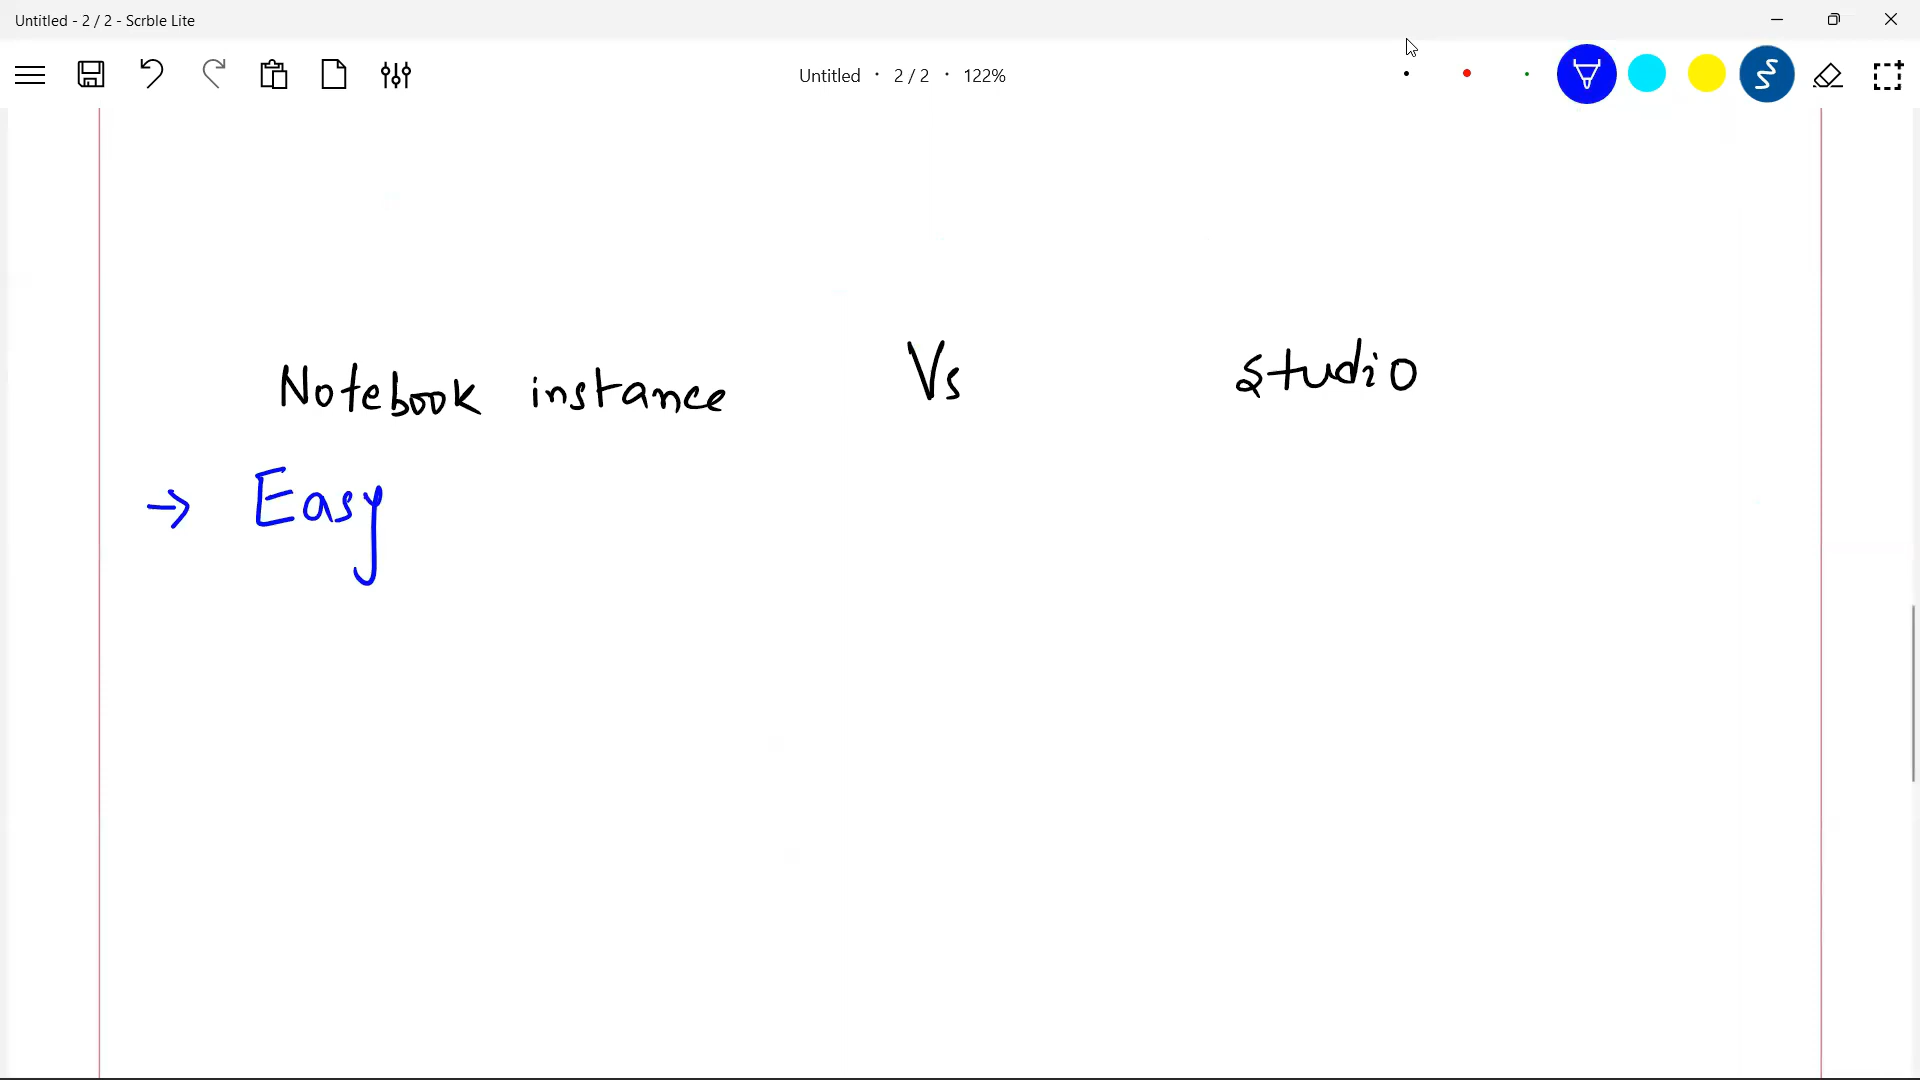 Untitled - 2 / 2 - Scrble Lite
Untitled · 2 / 2 · 122%
Notebook instance Vs studio
→ Easy